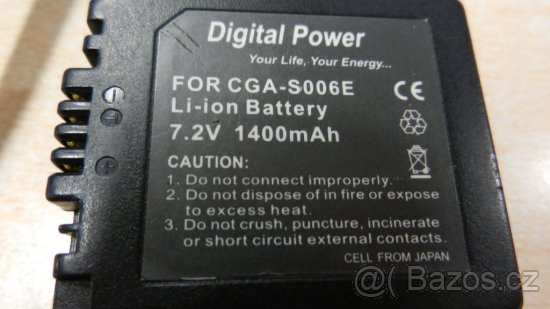 Digital Power
Your Life, Your Energy...
FOR CGA-S006E
Li-ion Battery
7.2V 1400mAh
CAUTION:
1. Do not connect improperly.
2. Do not dispose of in fire or expose
to excess heat.
3. Do not crush, puncture, incinerate
or short circuit external contacts.
CELL FROM JAPAN
CE
- T +
Bazos.cz